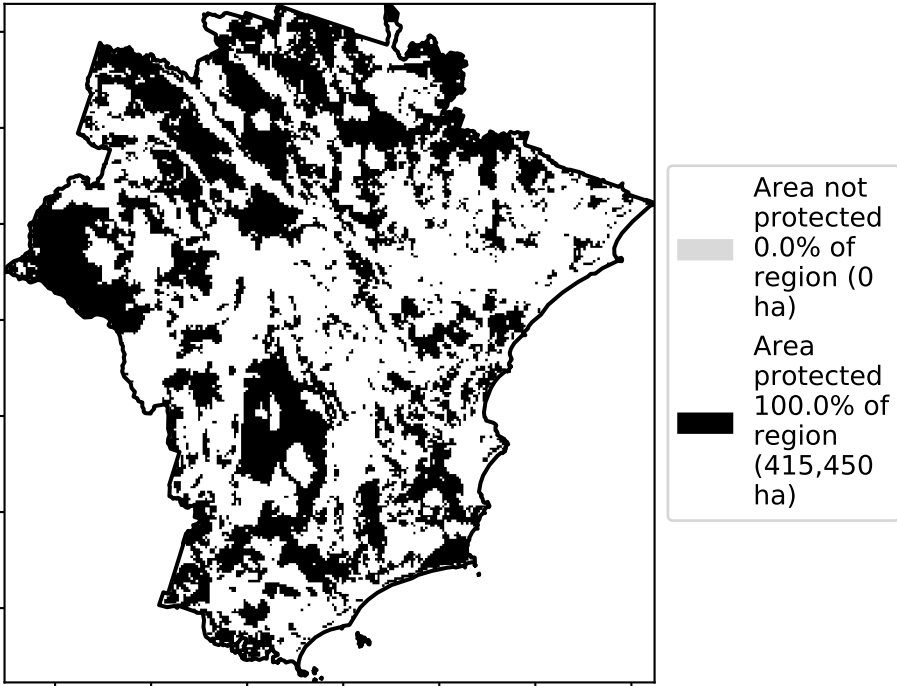 Area not
protected
0.0% of
region (0
ha)
Area
protected
100.0% of
region
(415,450
ha)